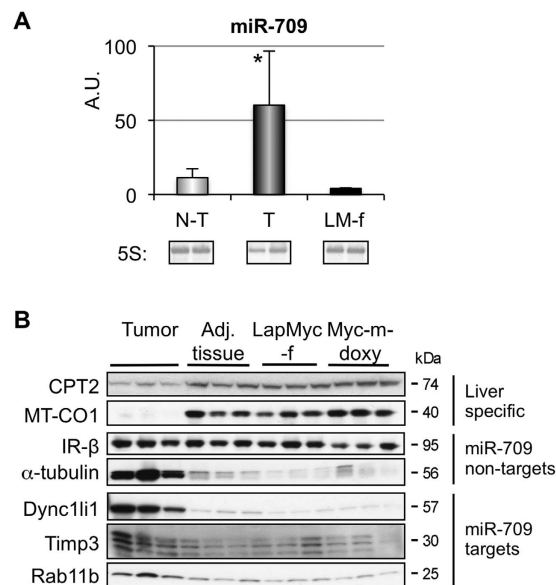 A
miR-709
A.U.
100
50
0
*
N-T T LM-f
5S:
B
Tumor Adj. tissue LapMyc -f Myc-m- doxy
kDa
CPT2 - 74
MT-CO1 - 40
Liver specific
IR-β - 95
α-tubulin - 56
miR-709 non-targets
Dync1li1 - 57
Timp3 - 30
Rab11b - 25
miR-709 targets